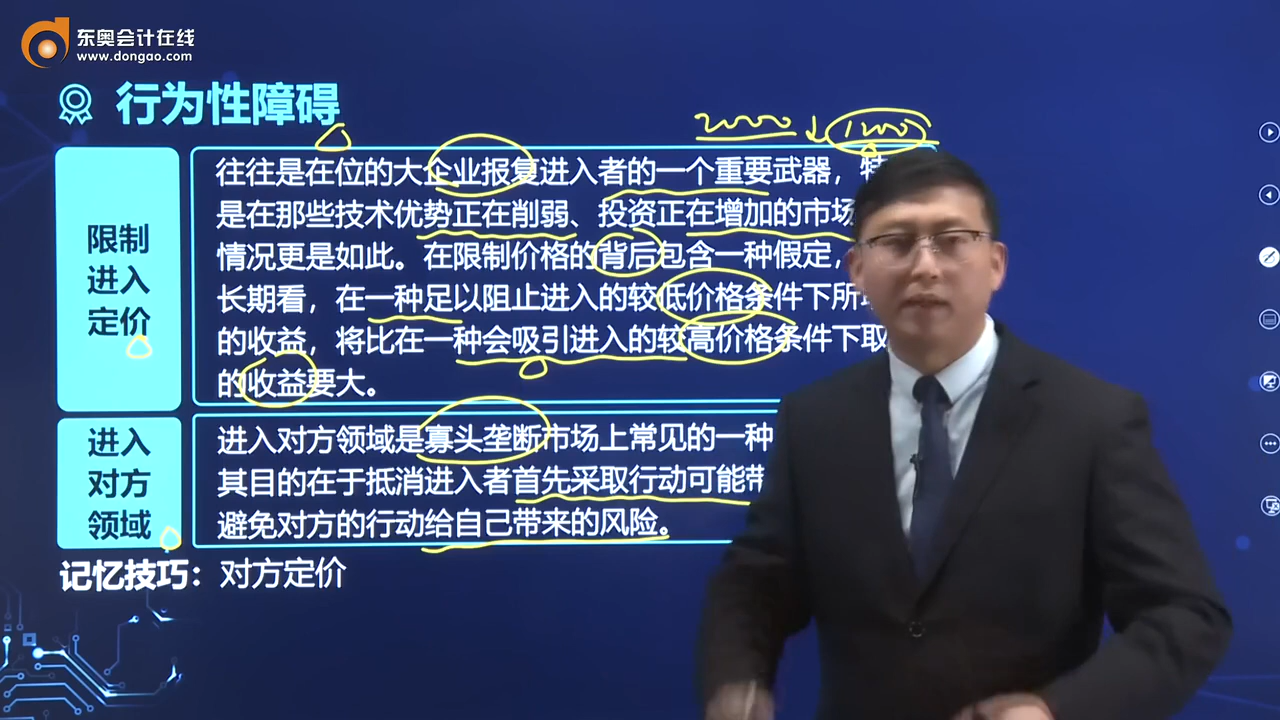 东奥会计在线
www.dongao.com
行为性障碍
2000↓1200
限制
进入
定价
往往是在位的大企业报复进入者的一个重要武器，特
是在那些技术优势正在削弱、投资正在增加的市场
情况更是如此。在限制价格的背后包含一种假定，
长期看，在一种足以阻止进入的较低价格条件下所
的收益，将比在一种会吸引进入的较高价格条件下取
的收益要大。
进入
对方
领域
进入对方领域是寡头垄断市场上常见的一种
其目的在于抵消进入者首先采取行动可能带
避免对方的行动给自己带来的风险。
记忆技巧：对方定价